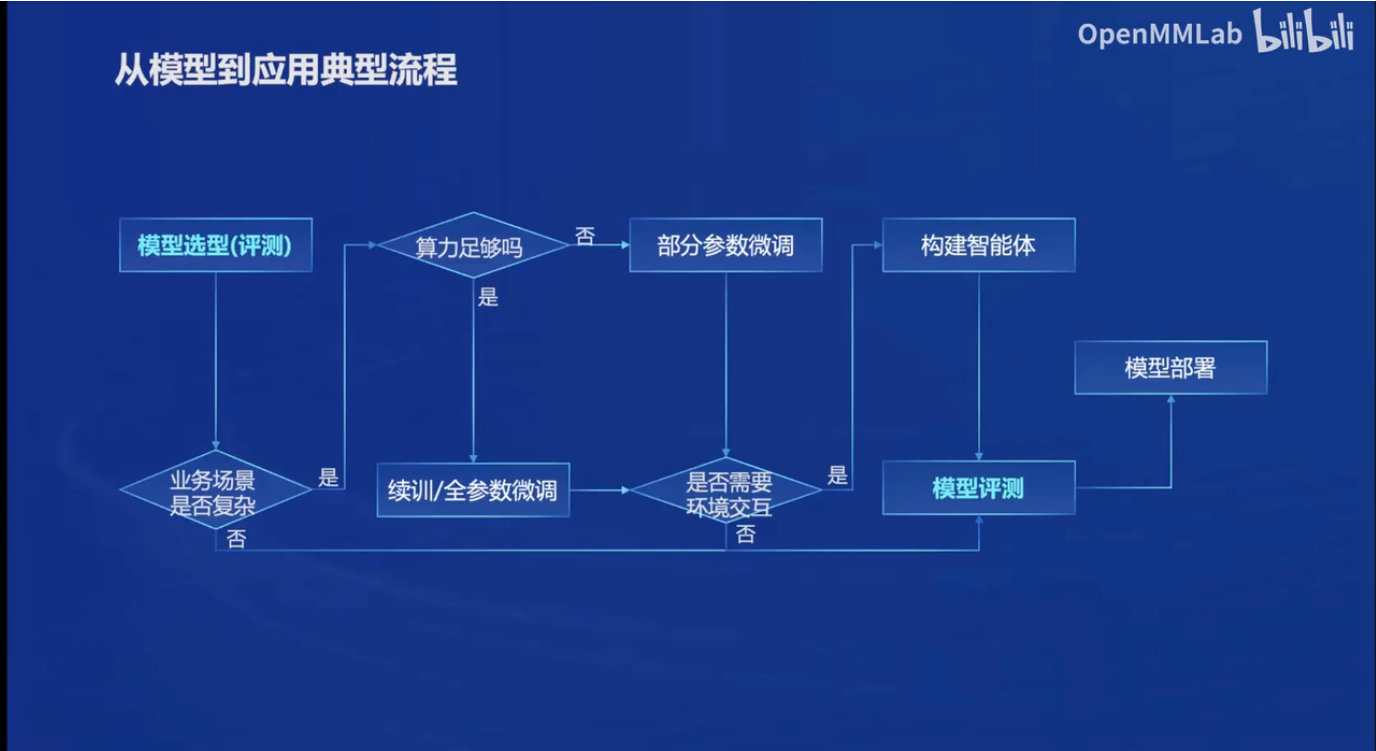 OpenMMLab bilibili
从模型到应用典型流程
模型选型(评测)
算力足够吗
否
部分参数微调
构建智能体
是
模型部署
业务场景
是否复杂
是
续训/全参数微调
是否需要
环境交互
是
模型评测
否
否